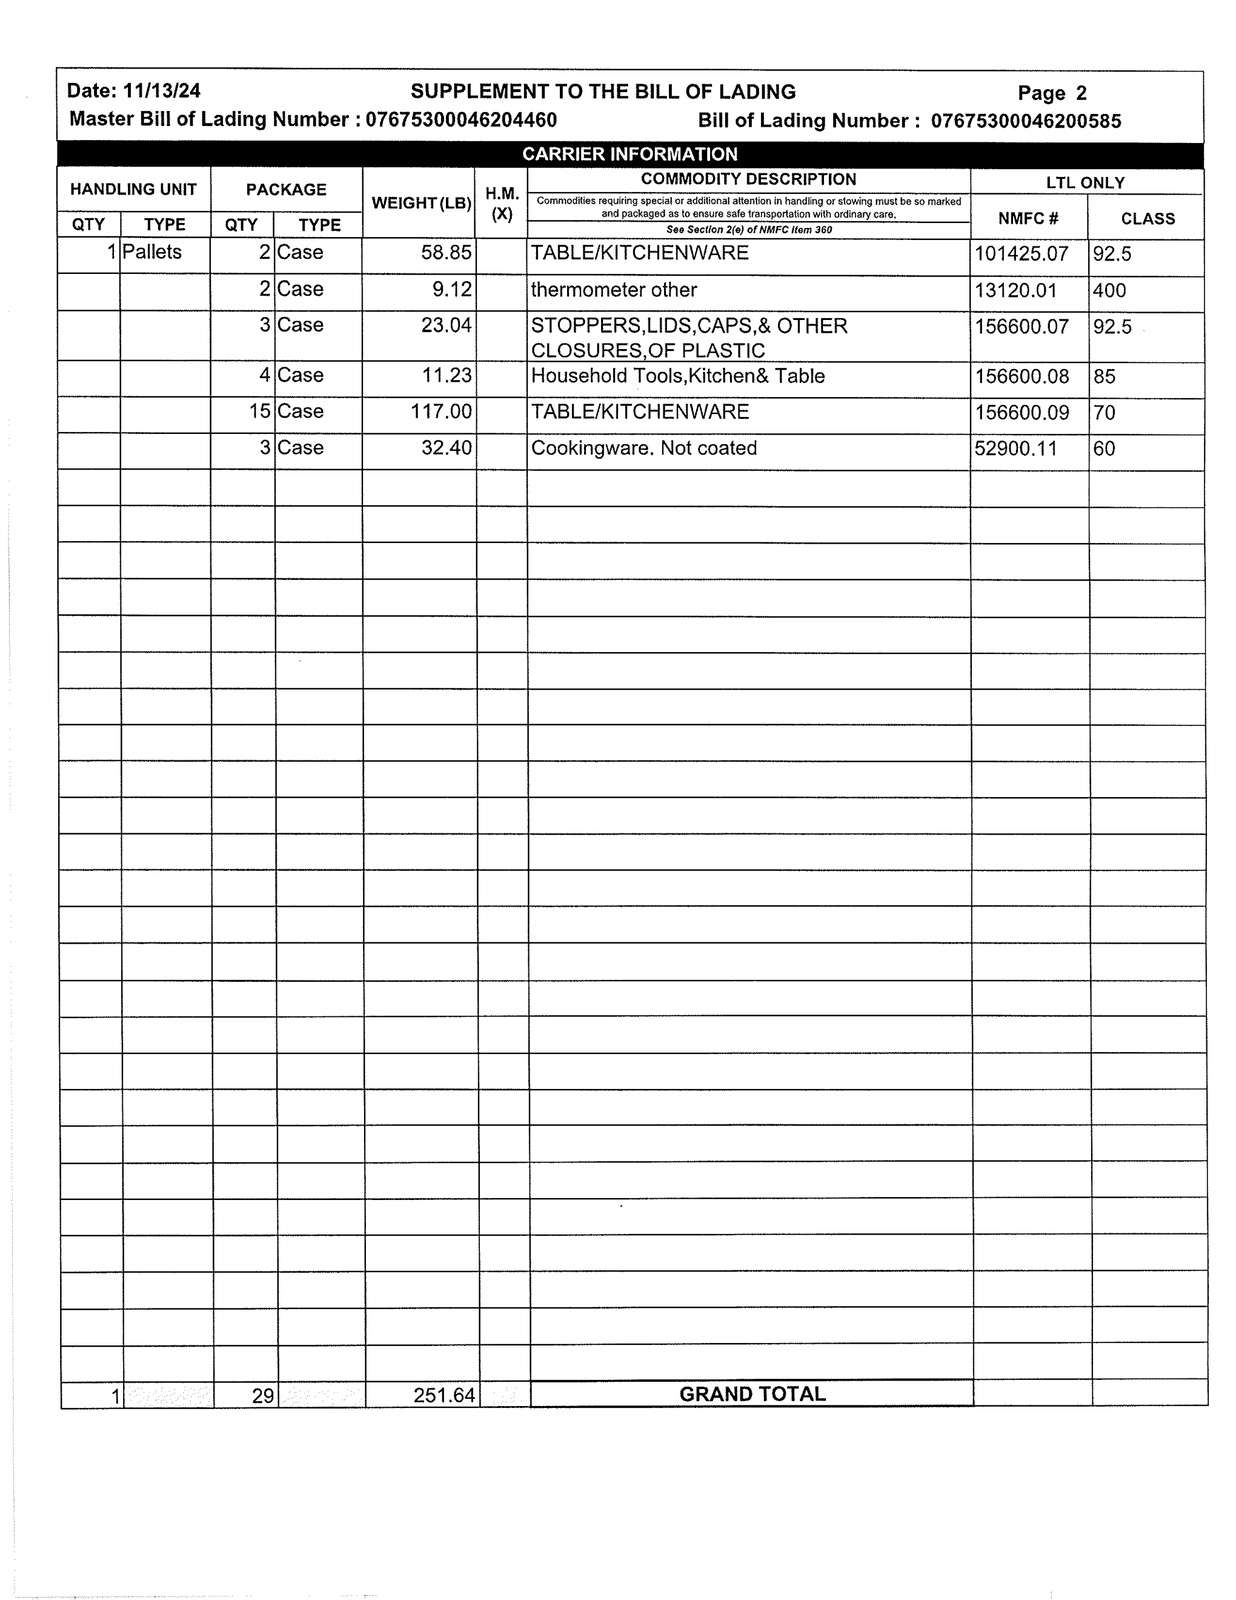 Date: 11/13/24 SUPPLEMENT TO THE BILL OF LADING Page 2
Master Bill of Lading Number : 07675300046204460 Bill of Lading Number : 07675300046200585
CARRIER INFORMATION
HANDLING UNIT PACKAGE WEIGHT (LB) H.M. (X) COMMODITY DESCRIPTION LTL ONLY
Commodities requiring special or additional attention in handling or stowing must be so marked
and packaged as to ensure safe transportation with ordinary care.
See Section 2(e) of NMFC Item 360
QTY TYPE QTY TYPE NMFC # CLASS
1 Pallets 2 Case 58.85 TABLE/KITCHENWARE 101425.07 92.5
2 Case 9.12 thermometer other 13120.01 400
3 Case 23.04 STOPPERS,LIDS,CAPS,& OTHER 156600.07 92.5
CLOSURES,OF PLASTIC
4 Case 11.23 Household Tools,Kitchen& Table 156600.08 85
15 Case 117.00 TABLE/KITCHENWARE 156600.09 70
3 Case 32.40 Cookingware. Not coated 52900.11 60
1 29 251.64 GRAND TOTAL